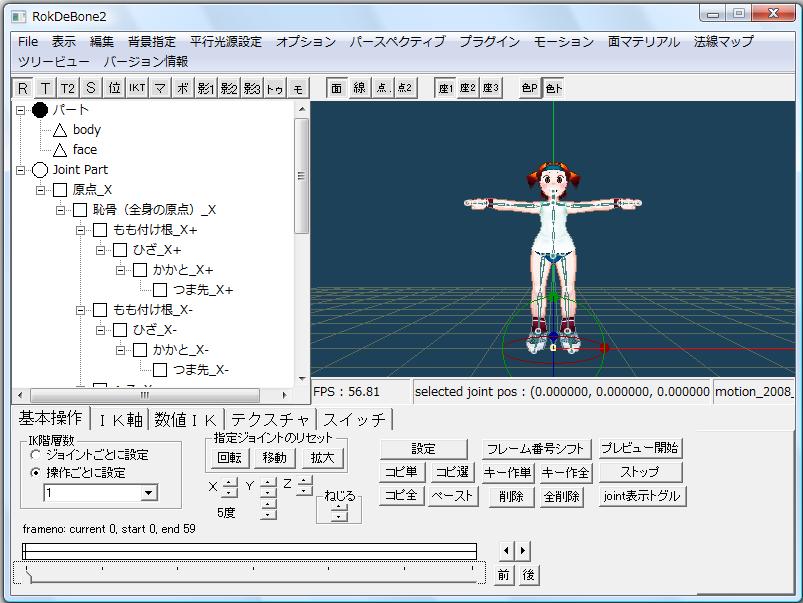 RokDeBone2
File 表示 編集 背景指定 平行光源設定 オプション パースペクティブ プラグイン モーション 面マテリアル 法線マップ
ツリービュー バージョン情報
R T T2 S 位 IKT マ ボ 影1 影2 影3 トゥ モ 面 線 点. 点2 座1 座2 座3 色P 色ト
パート
body
face
Joint Part
原点_X
恥骨（全身の原点）_X
もも付け根_X+
ひざ_X+
かかと_X+
つま先_X+
もも付け根_X-
ひざ_X-
かかと_X-
つま先_X-
FPS : 56.81 selected joint pos : (0.000000, 0.000000, 0.000000 motion_2008_
基本操作 ＩＫ軸 数値ＩＫ テクスチャ スイッチ
IK階層数
ジョイントごとに設定
操作ごとに設定
1
指定ジョイントのリセット
回転 移動 拡大
X Y Z
5度
ねじる
設定 フレーム番号シフト プレビュー開始
コピ単 コピ選 キー作単 キー作全 ストップ
コピ全 ペースト 削除 全削除 joint表示トグル
frameno: current 0, start 0, end 59
前 後